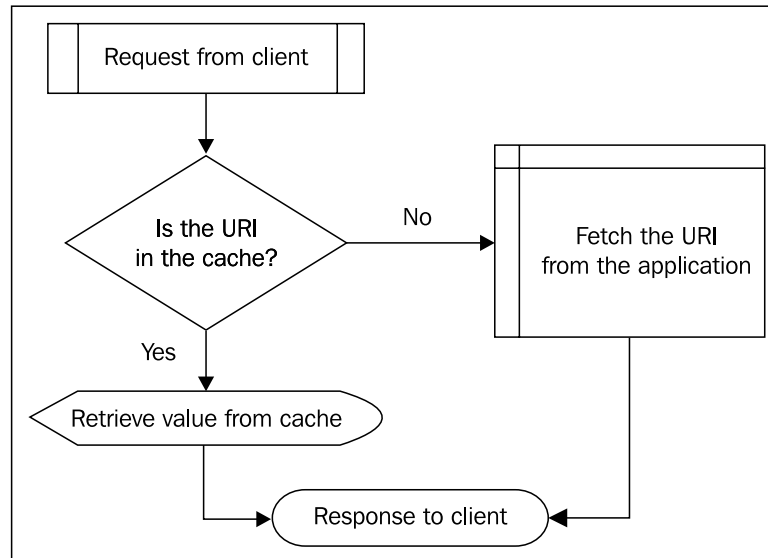 Request from client
Is the URI
in the cache?
No
Fetch the URI
from the application
Yes
Retrieve value from cache
Response to client